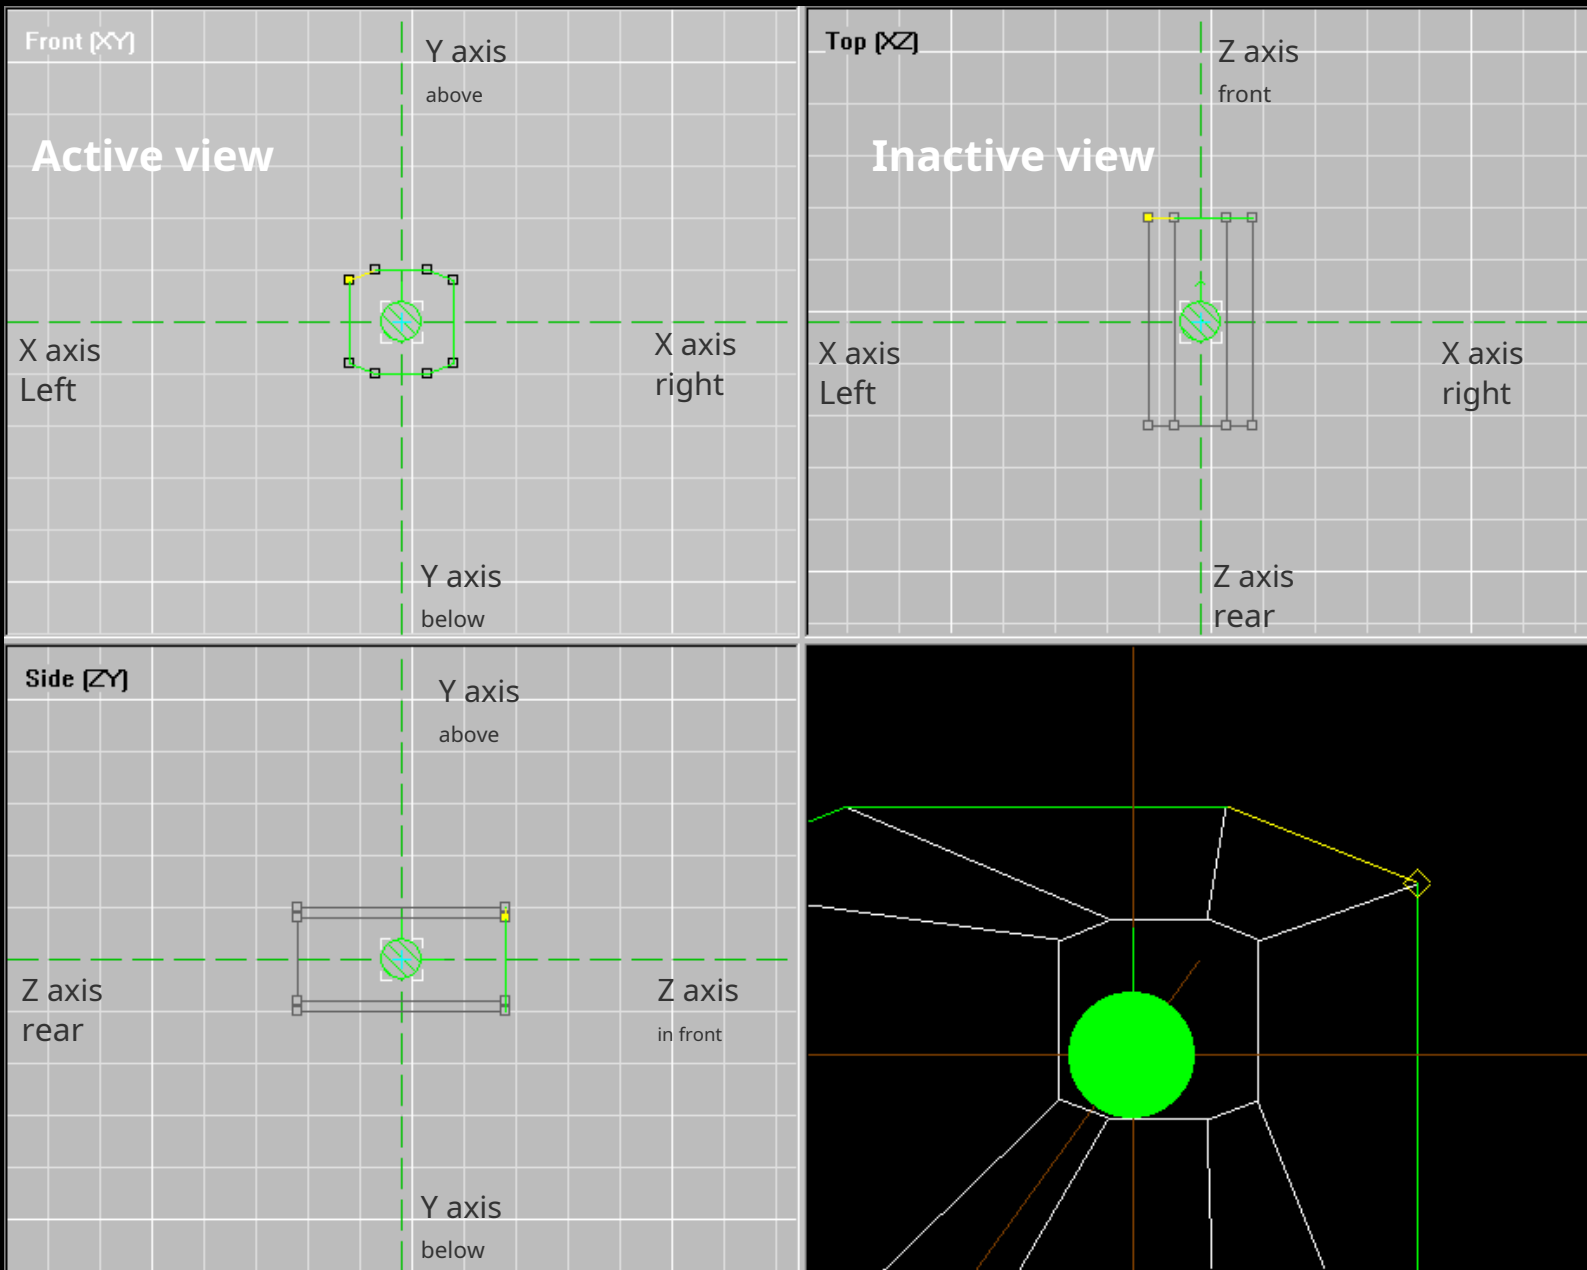 Front (XY)
Y axis
above
Active view
X axis
Left
X axis
right
Y axis
below
Top (XZ)
Z axis
front
Inactive view
X axis
Left
X axis
right
Z axis
rear
Side (ZY)
Y axis
above
Z axis
rear
Z axis
in front
Y axis
below